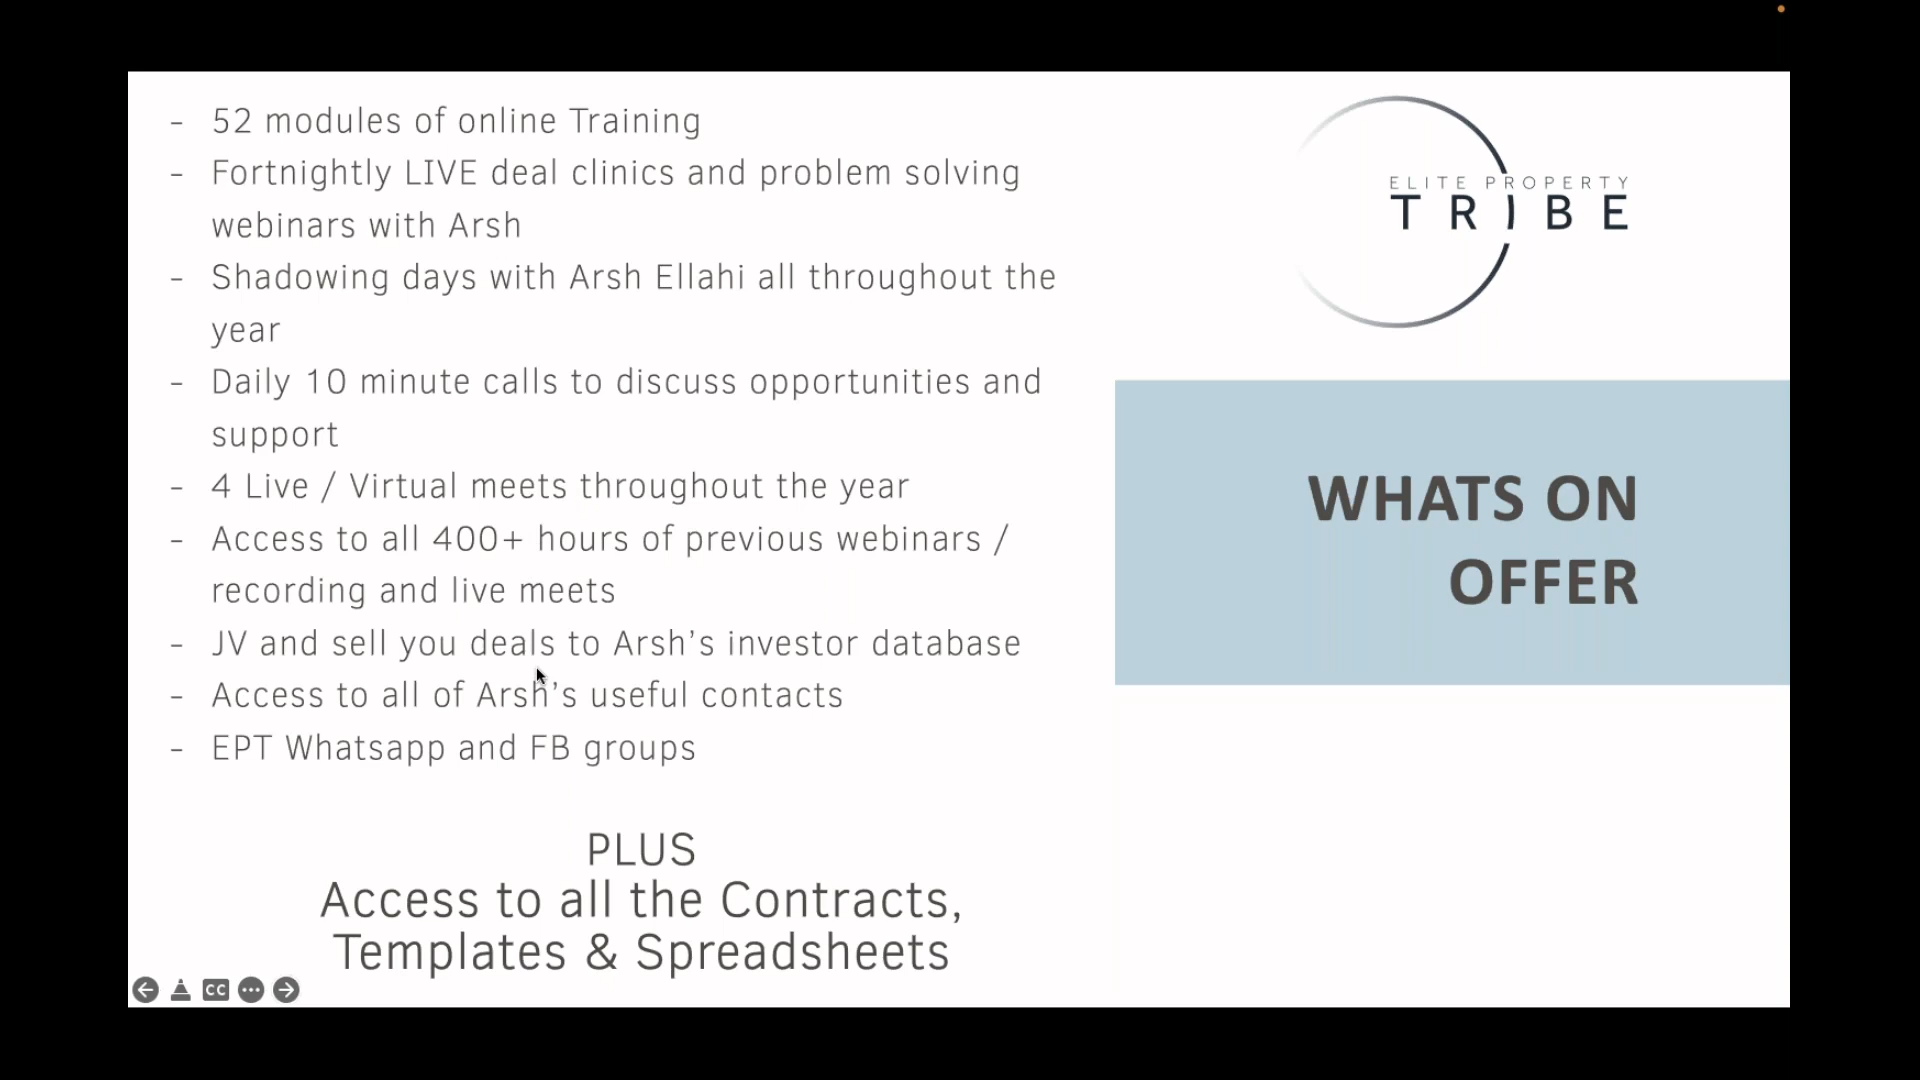 - 52 modules of online Training
- Fortnightly LIVE deal clinics and problem solving
webinars with Arsh
- Shadowing days with Arsh Ellahi all throughout the
year
- Daily 10 minute calls to discuss opportunities and
support
- 4 Live / Virtual meets throughout the year
- Access to all 400+ hours of previous webinars /
recording and live meets
- JV and sell you deals to Arsh’s investor database
- Access to all of Arsh’s useful contacts
- EPT Whatsapp and FB groups
PLUS
Access to all the Contracts,
Templates & Spreadsheets
CC
ELITE PROPERTY
TRIBE
WHATS ON
OFFER